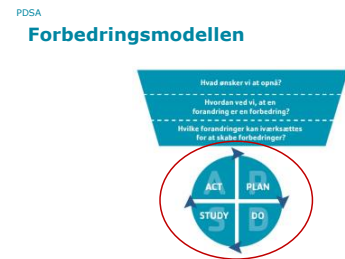 PDSA
Forbedringsmodellen
Hvad ønsker vi at opnå?
Hvordan ved vi, at en
forandring er en forbedring?
Hvilke forandringer kan iværksættes
for at skabe forbedringer?
A P
ACT PLAN
STUDY DO
S D